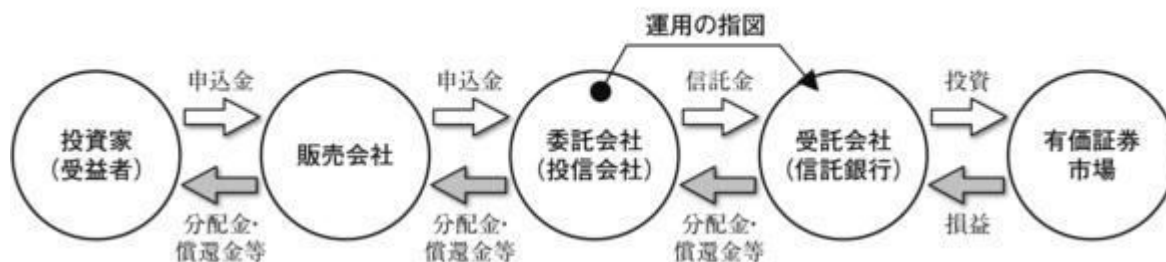 運用の指図
申込金
申込金
信託金
投資
投資家
(受益者)
販売会社
委託会社
(投信会社)
受託会社
(信託銀行)
有価証券
市場
分配金・
償還金等
分配金・
償還金等
分配金・
償還金等
損益